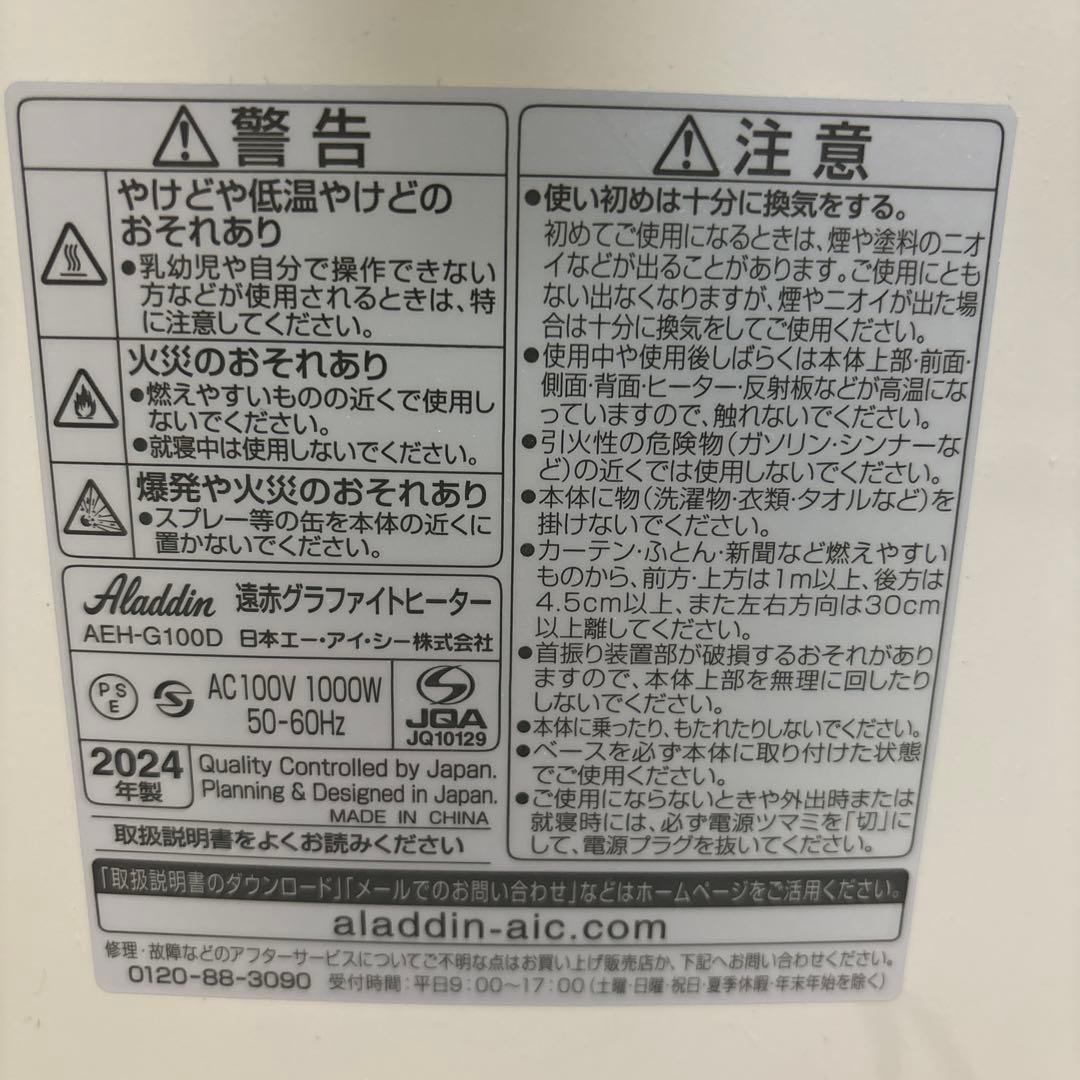 警告
やけどや低温やけどの
おそれあり
●乳幼児や自分で操作できない
方などが使用されるときは、特
に注意してください。
火災のおそれあり
●燃えやすいものの近くで使用し
ないでください。
●就寝中は使用しないでください。
爆発や火災のおそれあり
●スプレー等の缶を本体の近くに
置かないでください。
Aladdin 遠赤グラファイトヒーター
AEH-G100D 日本エー・アイ・シー株式会社
PSE
AC100V 1000W
50-60Hz
JQA
JQ10129
2024
年製
Quality Controlled by Japan.
Planning & Designed in Japan.
MADE IN CHINA
取扱説明書をよくお読みください
注意
●使い初めは十分に換気をする。
初めてご使用になるときは、煙や塗料のニオ
イなどが出ることがあります。ご使用にとも
ない出なくなりますが、煙やニオイが出た場
合は十分に換気をしてご使用ください。
●使用中や使用後しばらくは本体上部・前面・
側面・背面・ヒーター・反射板などが高温にな
っていますので、触れないでください。
●引火性の危険物(ガソリン・シンナーな
ど)の近くでは使用しないでください。
●本体に物(洗濯物・衣類・タオルなど)を
掛けないでください。
●カーテン・ふとん・新聞など燃えやすい
ものから、前方・上方は1m以上、後方は
4.5cm以上、また左右方向は30cm
以上離してください。
●首振り装置部が破損するおそれがあり
ますので、本体上部を無理に回したり
しないでください。
●本体に乗ったり、もたれたりしないでください。
●ベースを必ず本体に取り付けた状態
でご使用ください。
●ご使用にならないときや外出時または
就寝時には、必ず電源ツマミを「切」に
して、電源プラグを抜いてください。
「取扱説明書のダウンロード」「メールでのお問い合わせ」などはホームページをご活用ください。
aladdin-aic.com
修理・故障などのアフターサービスについてご不明な点はお買い上げ販売店か、下記へお問い合わせください。
0120-88-3090 受付時間:平日9:00〜17:00(土曜・日曜・祝日・夏季休暇・年末年始を除く)